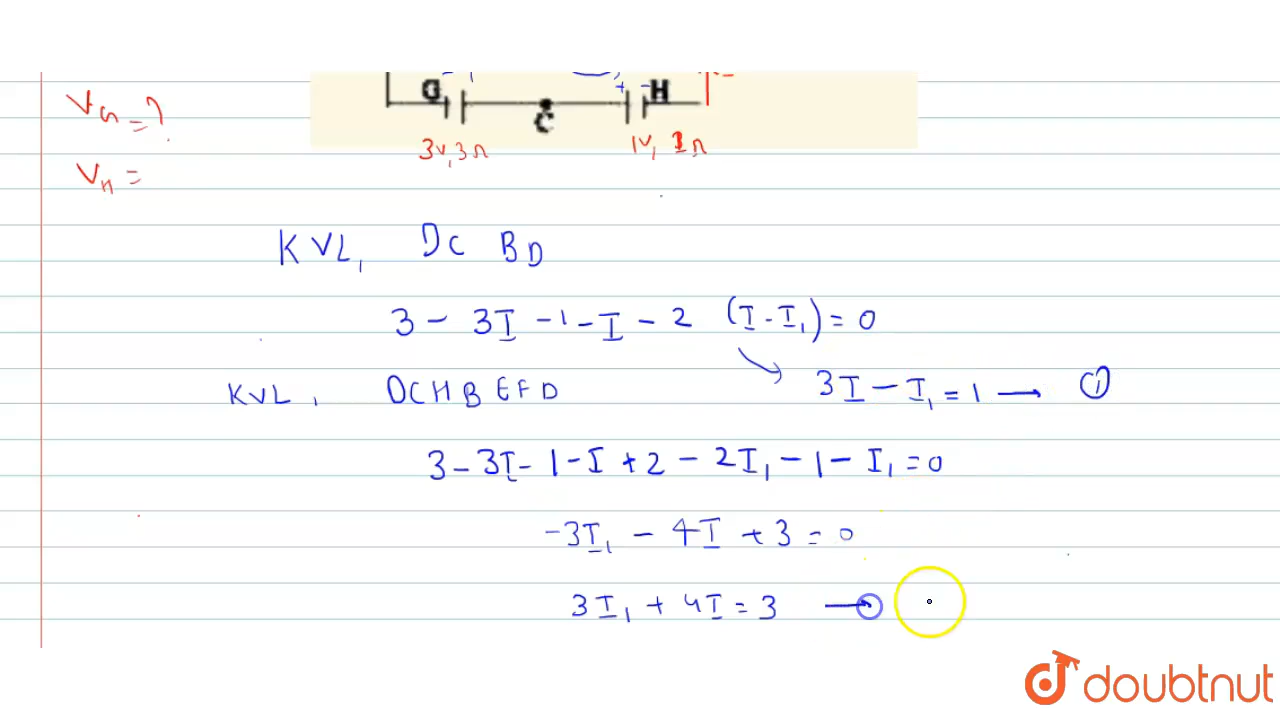 G H
C
V_G = ?
3V, 3Ω 1V, 1Ω
V_H =
KVL, DC BD
3 - 3I - 1 - I - 2 (I - I₁) = 0
3I - I₁ = 1 → ①
KVL, DCHBEFD
3 - 3I - 1 - I + 2 - 2I₁ - 1 - I₁ = 0
-3I₁ - 4I + 3 = 0
3I₁ + 4I = 3 →
doubtnut